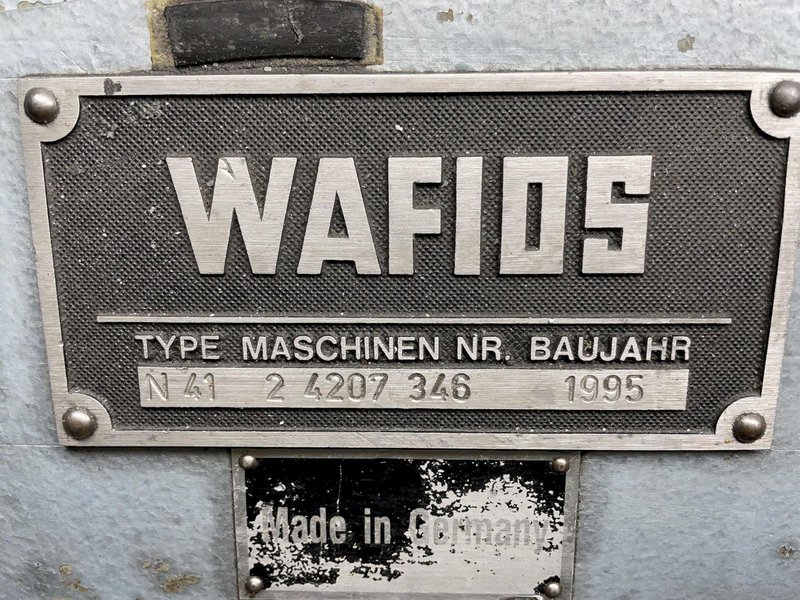 WAFIOS
TYPE MASCHINEN NR. BAUJAHR
N 41 2 4207 346 1995
Made in Germany